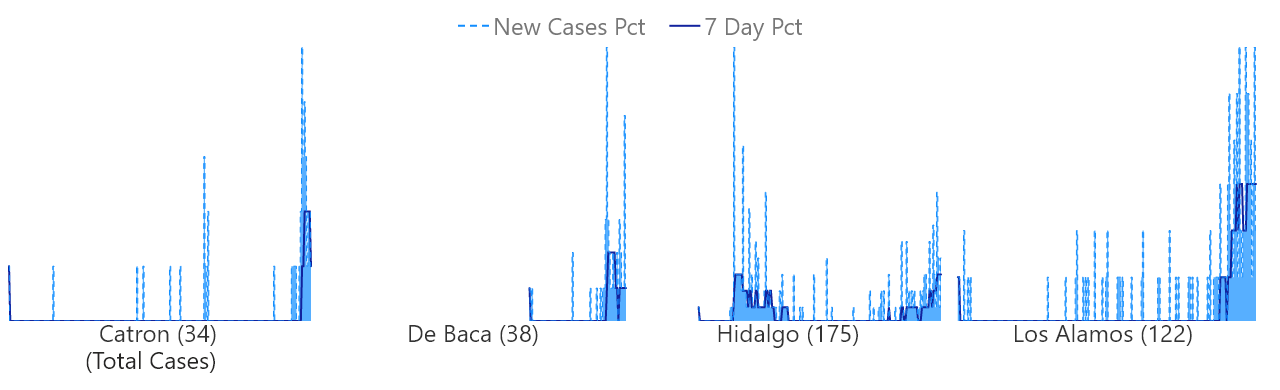 New Cases Pct 7 Day Pct
Catron (34) De Baca (38) Hidalgo (175) Los Alamos (122)
(Total Cases)